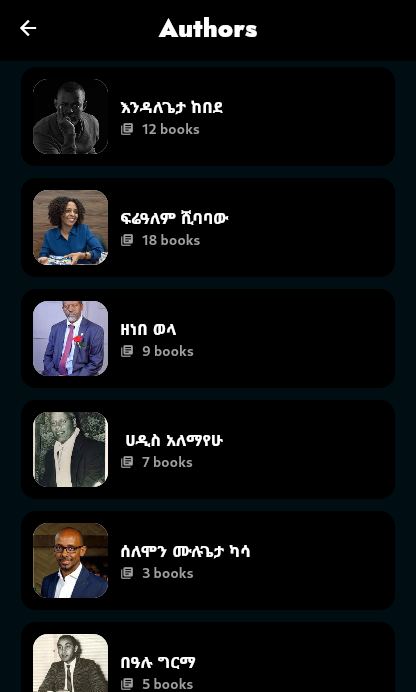 Authors
እንዳለጌታ ከበደ
12 books
ፍሬዓለም ሺባባው
18 books
ዘነበ ወላ
9 books
ሀዲስ አለማየሁ
7 books
ሰለሞን ሙሉጌታ ካሳ
3 books
በዓሉ ግርማ
5 books